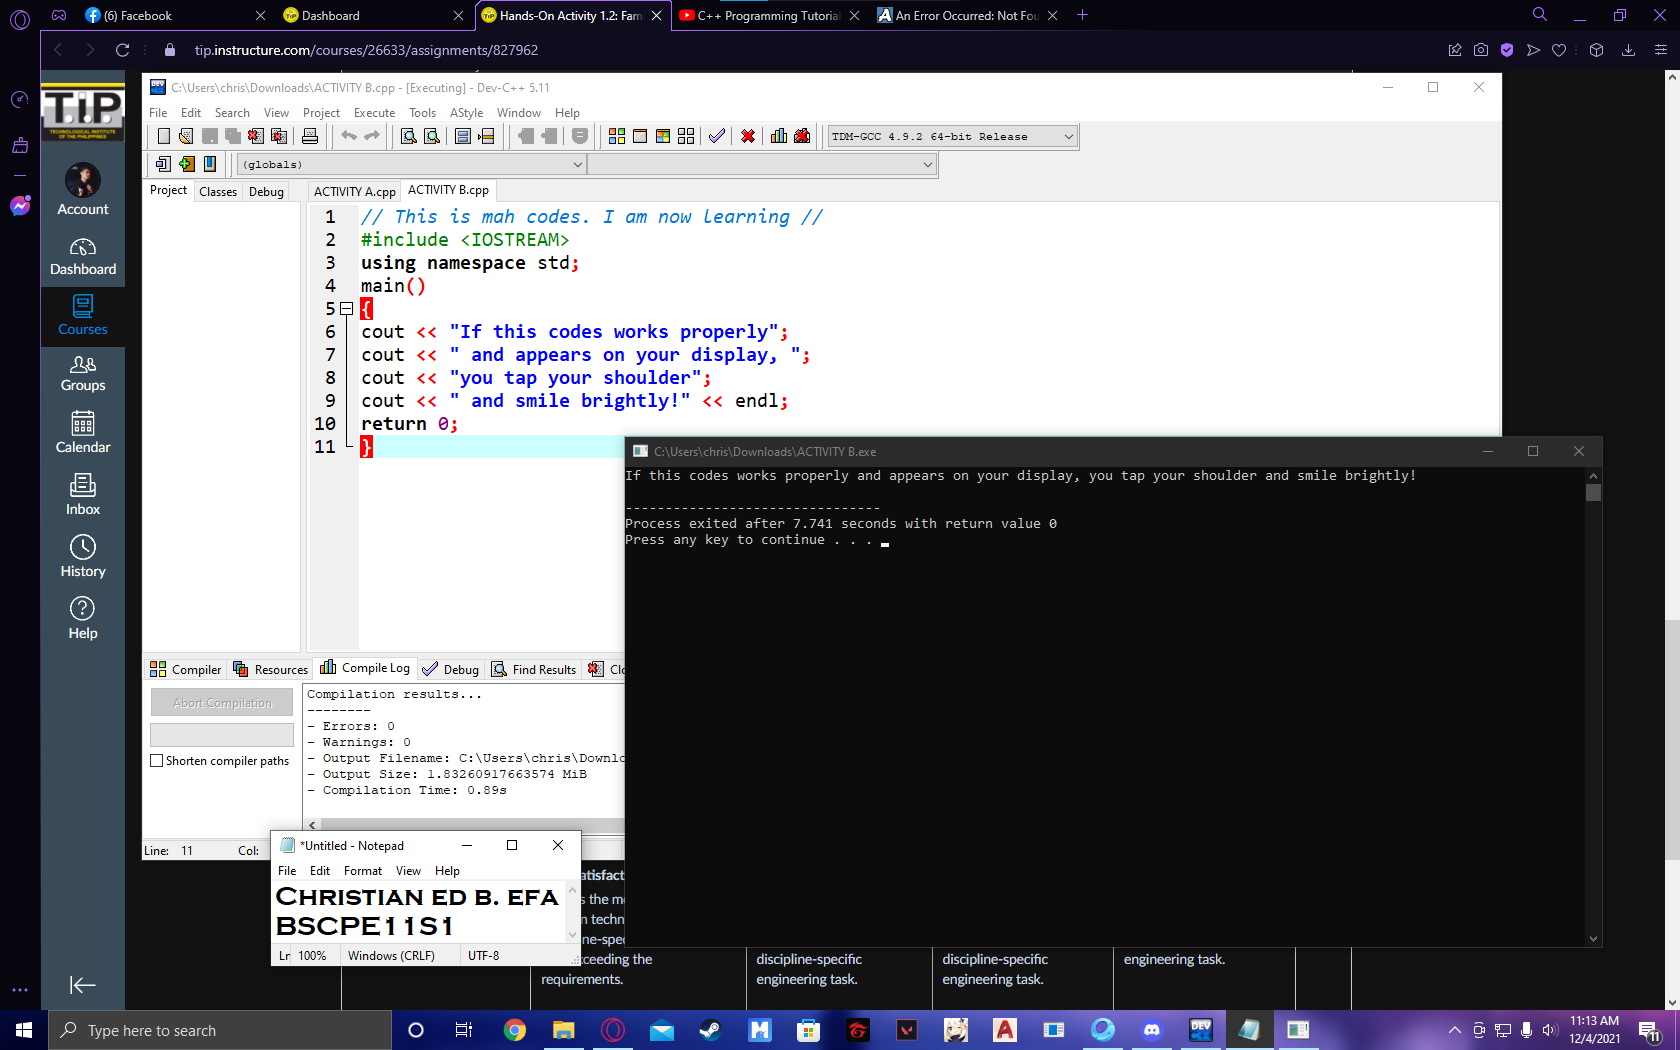 (6) Facebook
Dashboard
Hands-On Activity 1.2: Fam
C++ Programming Tutorial
An Error Occurred: Not Fou
tip.instructure.com/courses/26633/assignments/827962
T.I.P.
TECHNOLOGICAL INSTITUTE OF THE PHILIPPINES
Account
Dashboard
Courses
Groups
Calendar
Inbox
History
Help
C:\Users\chris\Downloads\ACTIVITY B.cpp - [Executing] - Dev-C++ 5.11
File Edit Search View Project Execute Tools AStyle Window Help
TDM-GCC 4.9.2 64-bit Release
(globals)
Project Classes Debug
ACTIVITY A.cpp ACTIVITY B.cpp
1 // This is mah codes. I am now learning //
2 #include <IOSTREAM>
3 using namespace std;
4 main()
5 {
6 cout << "If this codes works properly";
7 cout << " and appears on your display, ";
8 cout << "you tap your shoulder";
9 cout << " and smile brightly!" << endl;
10 return 0;
11 }
C:\Users\chris\Downloads\ACTIVITY B.exe
If this codes works properly and appears on your display, you tap your shoulder and smile brightly!
--------------------------------
Process exited after 7.741 seconds with return value 0
Press any key to continue . . .
Compiler Resources Compile Log Debug Find Results Clo
Abort Compilation
Shorten compiler paths
Compilation results...
--------
- Errors: 0
- Warnings: 0
- Output Filename: C:\Users\chris\Downlo
- Output Size: 1.83260917663574 MiB
- Compilation Time: 0.89s
Line: 11 Col:
*Untitled - Notepad
File Edit Format View Help
CHRISTIAN ED B. EFA
BSCPE11S1
Ln 100% Windows (CRLF) UTF-8
atisfact
s the m
n techn
ne-spe
xceeding the
requirements.
discipline-specific
engineering task.
discipline-specific
engineering task.
engineering task.
Type here to search
DEV
11:13 AM
12/4/2021
11